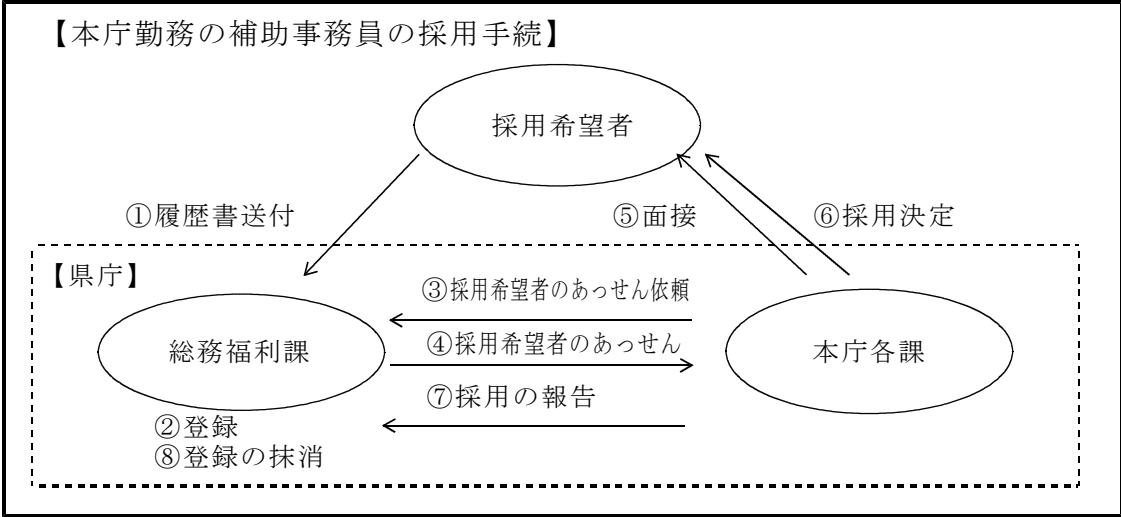 【本庁勤務の補助事務員の採用手続】
採用希望者
①履歴書送付
⑤面接
⑥採用決定
【県庁】
③採用希望者のあっせん依頼
④採用希望者のあっせん
総務福利課
本庁各課
⑦採用の報告
②登録
⑧登録の抹消